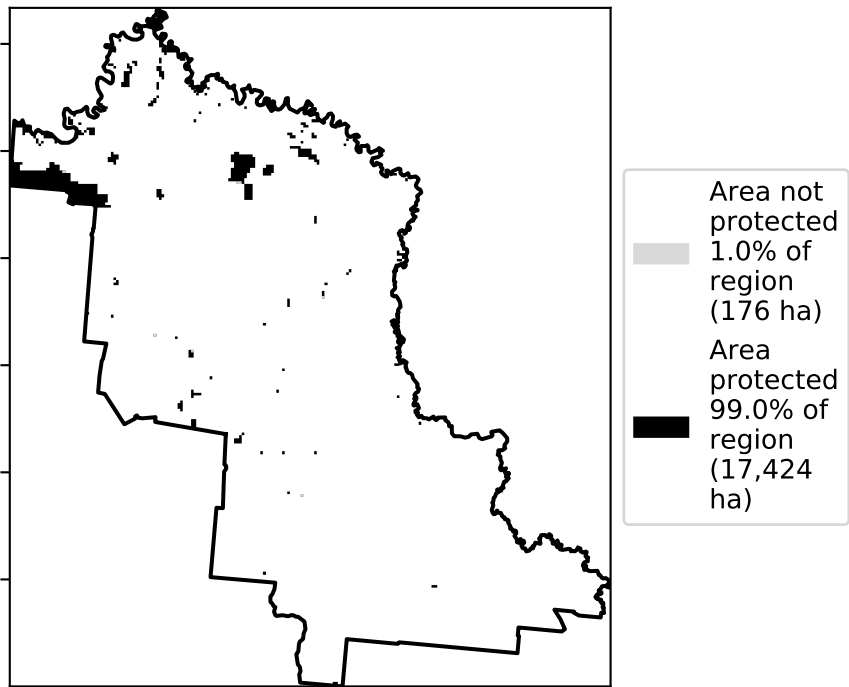 Area not
protected
1.0% of
region
(176 ha)
Area
protected
99.0% of
region
(17,424
ha)